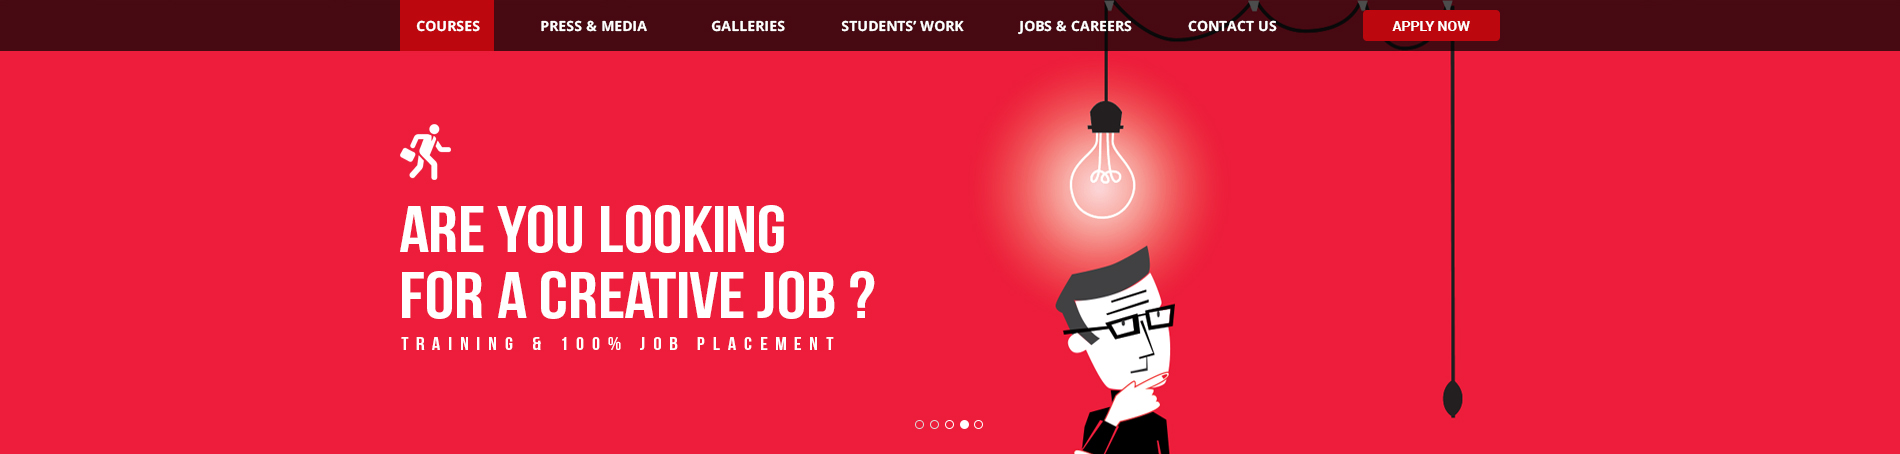 COURSES PRESS & MEDIA GALLERIES STUDENTS’ WORK JOBS & CAREERS CONTACT US APPLY NOW
ARE YOU LOOKING
FOR A CREATIVE JOB ?
TRAINING & 100% JOB PLACEMENT